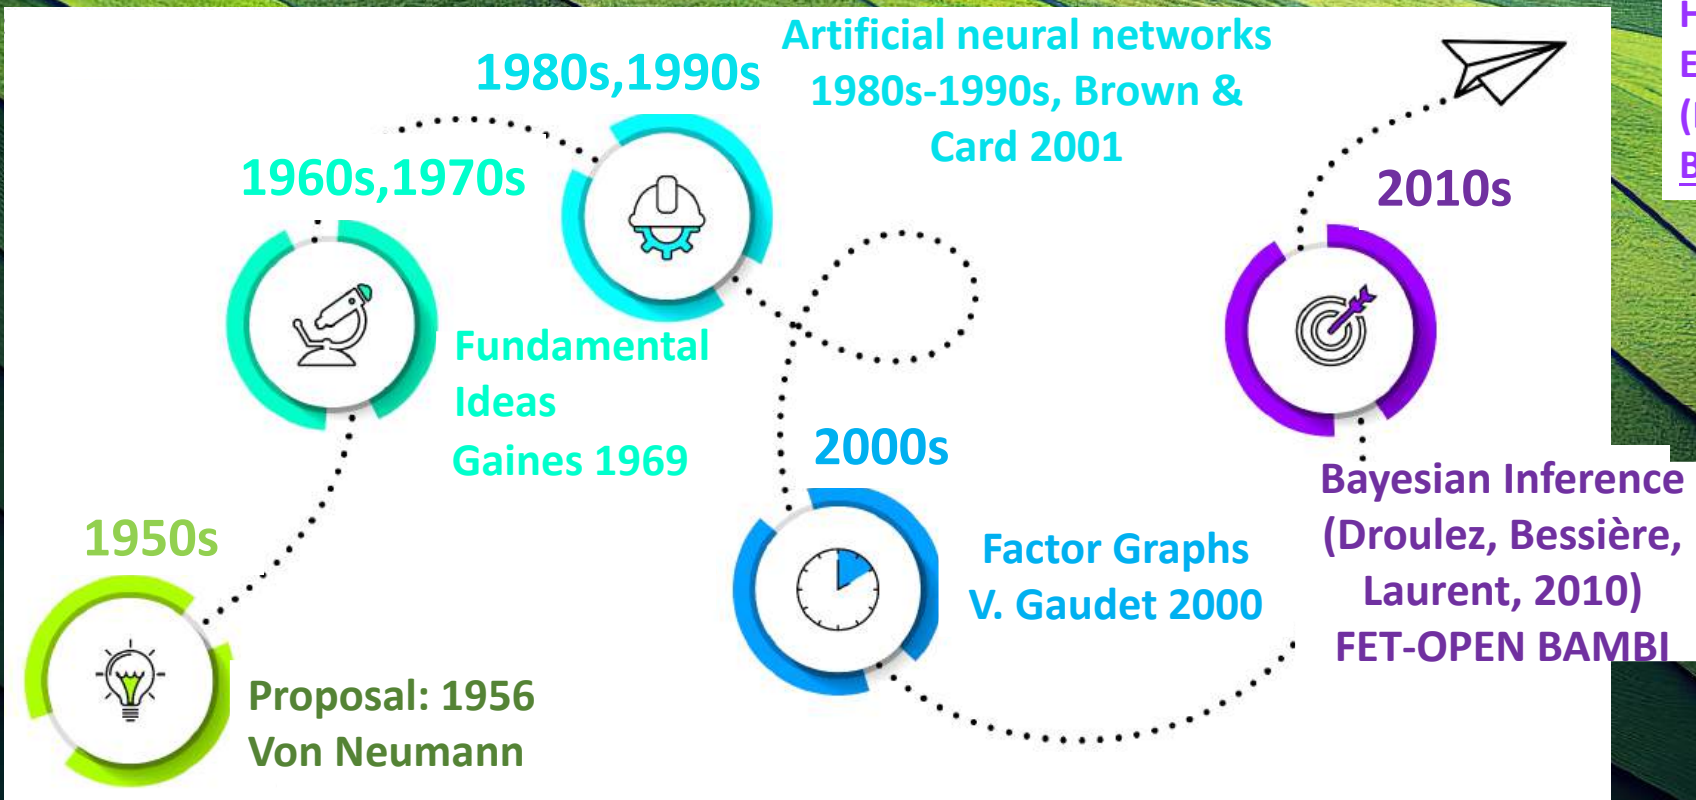 1950s
Proposal: 1956
Von Neumann
1960s,1970s
Fundamental
Ideas
Gaines 1969
1980s,1990s
Artificial neural networks
1980s-1990s, Brown &
Card 2001
2000s
Factor Graphs
V. Gaudet 2000
2010s
Bayesian Inference
(Droulez, Bessière,
Laurent, 2010)
FET-OPEN BAMBI